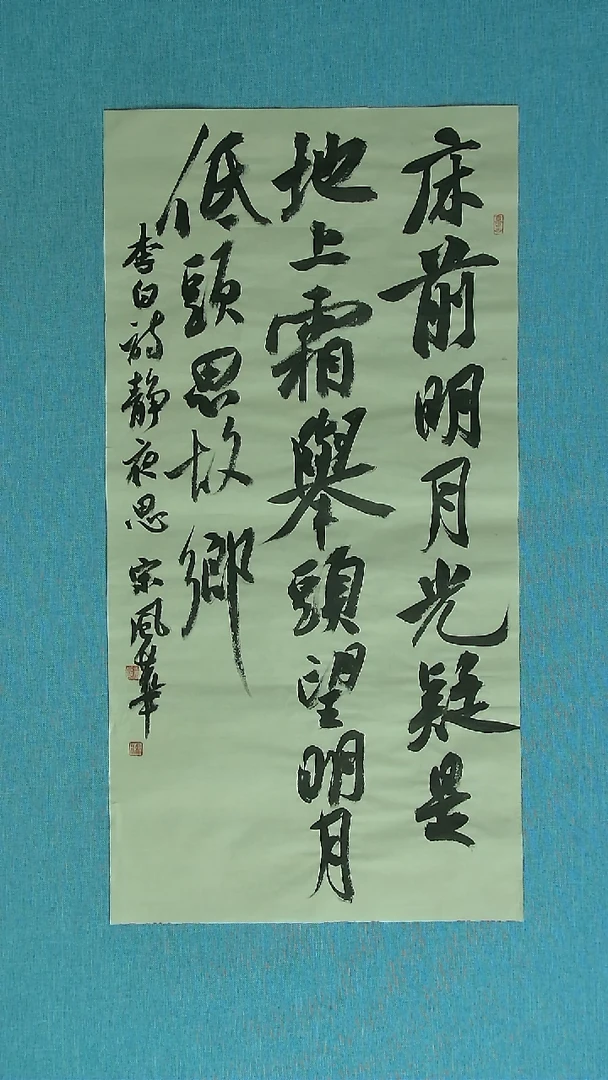 床前明月光疑是
地上霜舉頭望明月
低頭思故鄉
李白詩靜夜思 宋風華